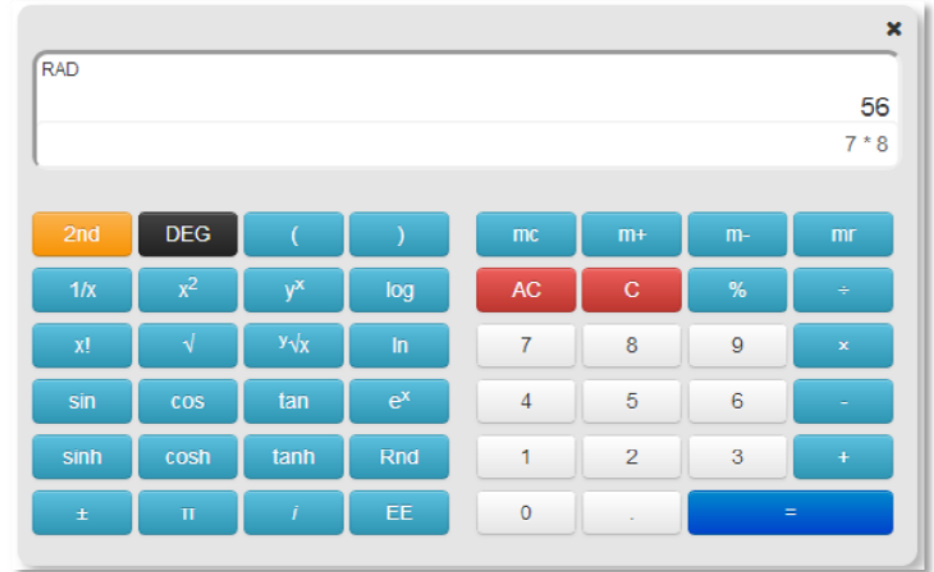 ×
RAD
56
7 * 8
2nd DEG ( ) mc m+ m- mr
1/x x² yˣ log AC C % ÷
x! √ ʸ√x ln 7 8 9 ×
sin cos tan eˣ 4 5 6 -
sinh cosh tanh Rnd 1 2 3 +
± π i EE 0 . =